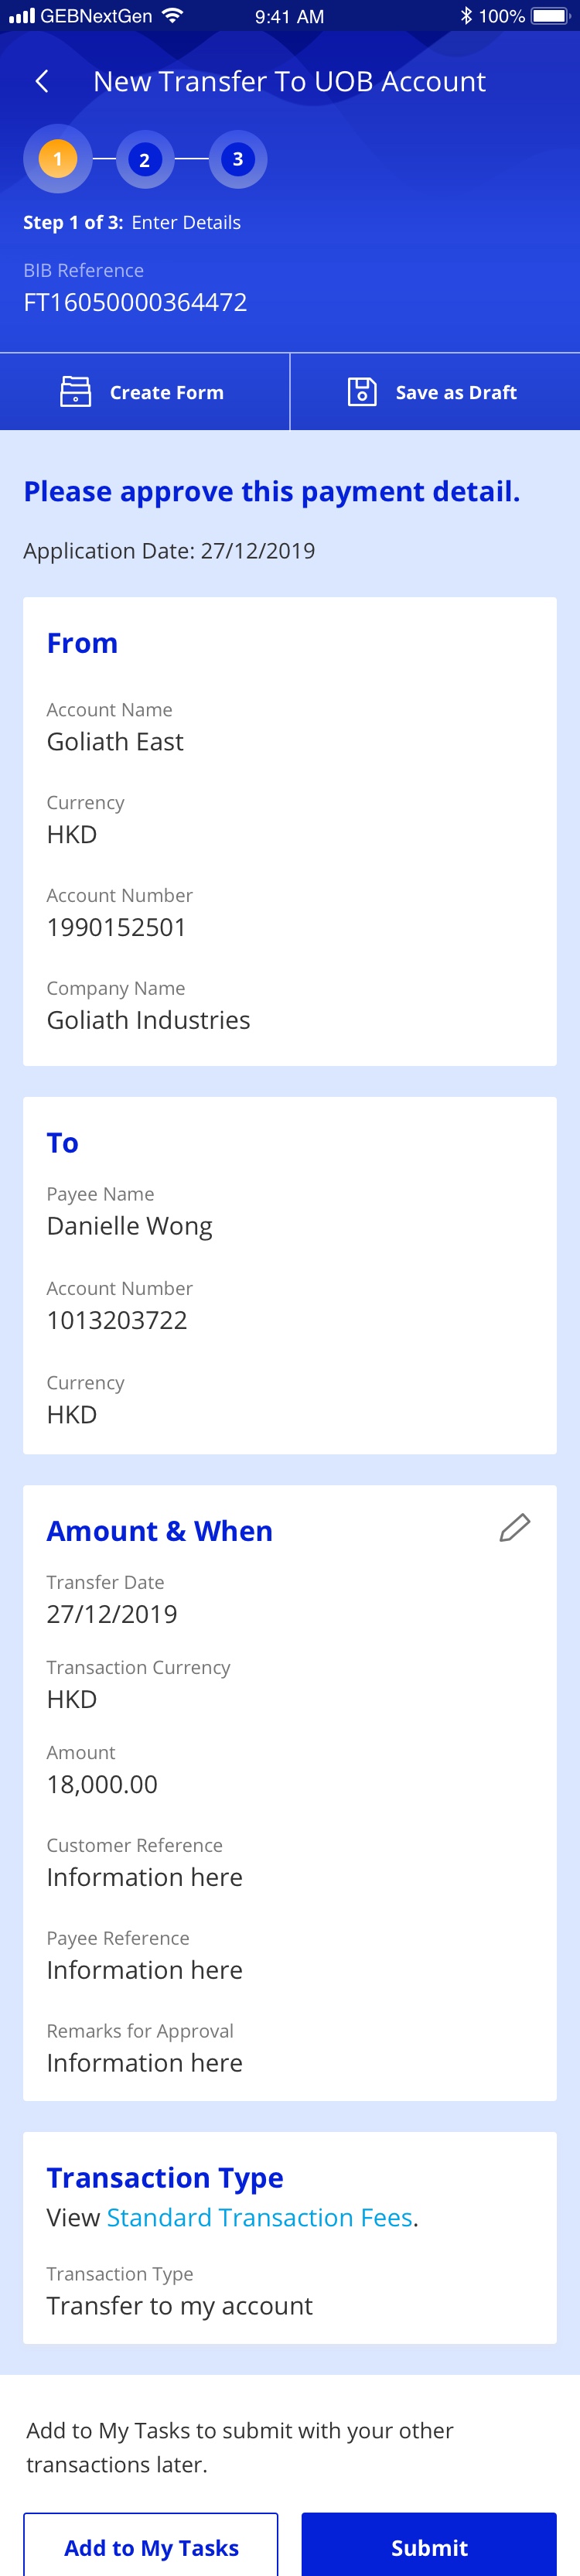 GEBNextGen 9:41 AM 100%
New Transfer To UOB Account
1 2 3
Step 1 of 3: Enter Details
BIB Reference
FT16050000364472
Create Form Save as Draft
Please approve this payment detail.
Application Date: 27/12/2019
From
Account Name
Goliath East
Currency
HKD
Account Number
1990152501
Company Name
Goliath Industries
To
Payee Name
Danielle Wong
Account Number
1013203722
Currency
HKD
Amount & When
Transfer Date
27/12/2019
Transaction Currency
HKD
Amount
18,000.00
Customer Reference
Information here
Payee Reference
Information here
Remarks for Approval
Information here
Transaction Type
View Standard Transaction Fees.
Transaction Type
Transfer to my account
Add to My Tasks to submit with your other
transactions later.
Add to My Tasks Submit